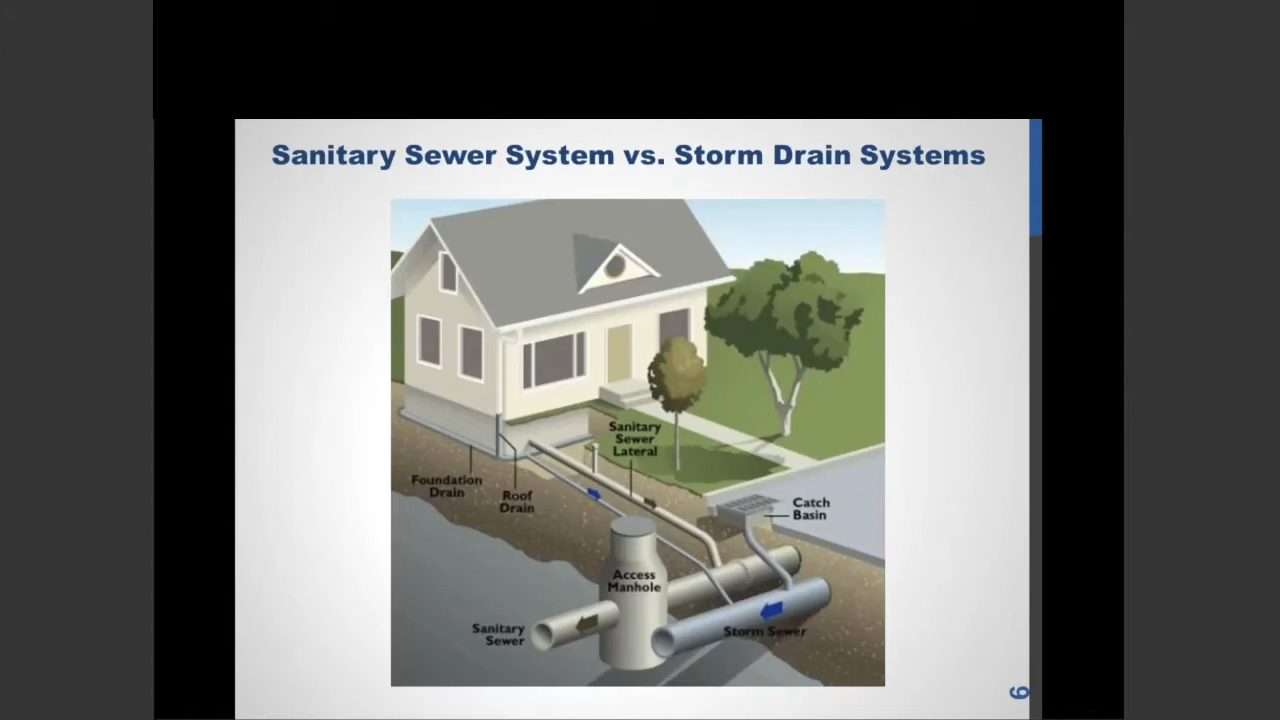 Sanitary Sewer System vs. Storm Drain Systems
Sanitary
Sewer
Lateral
Foundation
Drain
Roof
Drain
Catch
Basin
Access
Manhole
Sanitary
Sewer
Storm Sewer
6